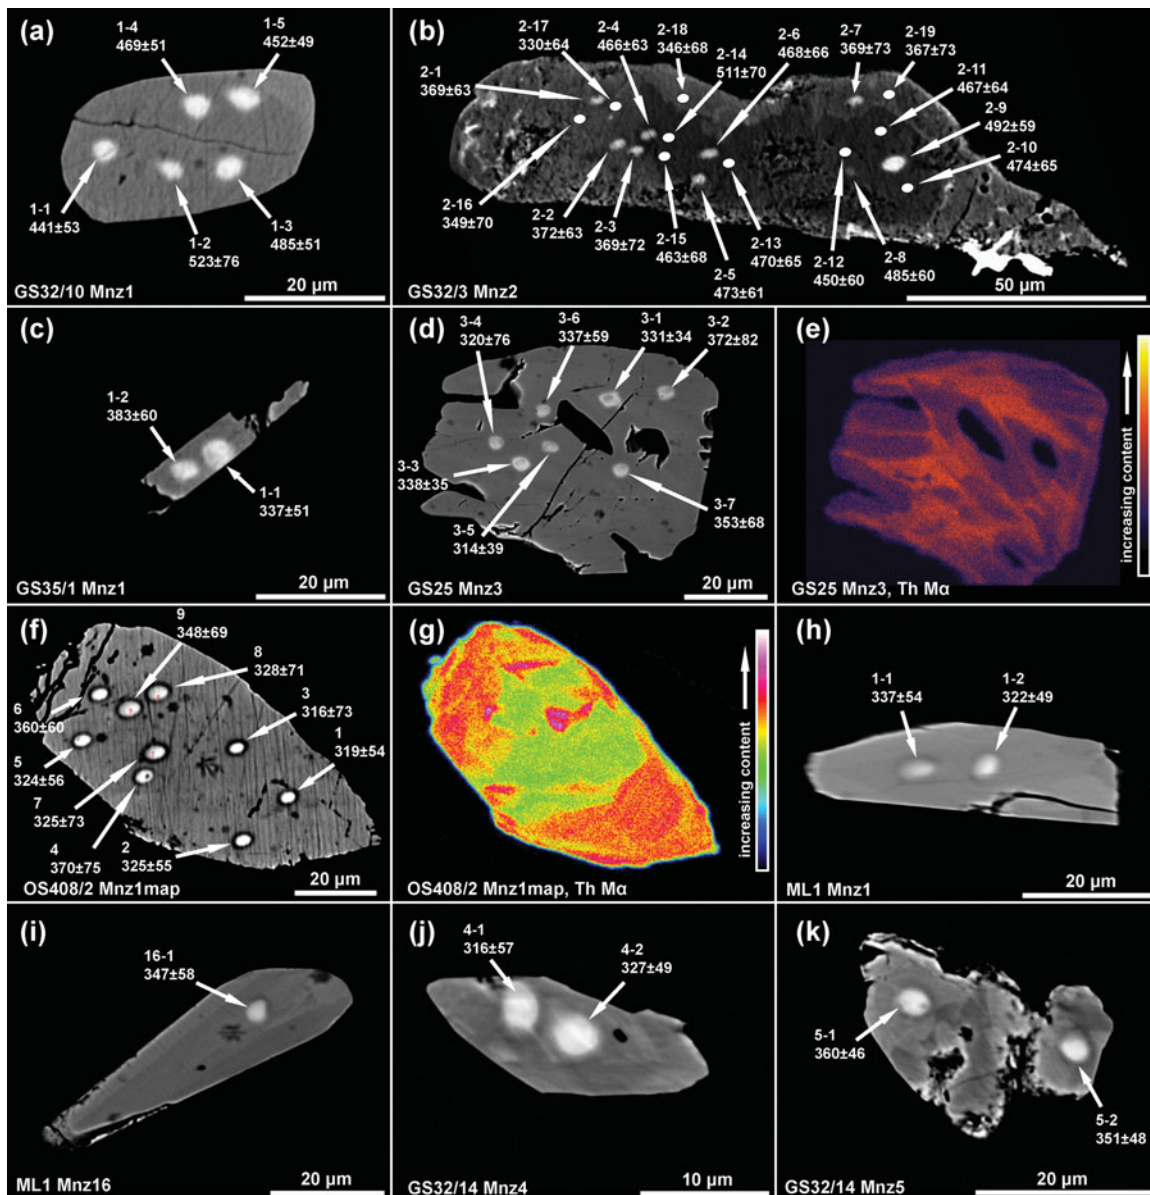 (a)
1-4
469±51
1-5
452±49
1-1
441±53
1-2
523±76
1-3
485±51
20 µm
GS32/10 Mnz1
(b)
2-17
330±64
2-4
466±63
2-18
346±68
2-14
511±70
2-6
468±66
2-7
369±73
2-19
367±73
2-1
369±63
2-11
467±64
2-9
492±59
2-10
474±65
2-16
349±70
2-2
372±63
2-3
369±72
2-15
463±68
2-5
473±61
2-13
470±65
2-12
450±60
2-8
485±60
50 µm
GS32/3 Mnz2
(c)
1-2
383±60
1-1
337±51
20 µm
GS35/1 Mnz1
(d)
3-4
320±76
3-6
337±59
3-1
331±34
3-2
372±82
3-3
338±35
3-5
314±39
3-7
353±68
20 µm
GS25 Mnz3
(e)
increasing content
GS25 Mnz3, Th Mα
(f)
9
348±69
8
328±71
3
316±73
1
319±54
6
360±60
5
324±56
7
325±73
4
370±75
2
325±55
20 µm
OS408/2 Mnz1map
(g)
increasing content
OS408/2 Mnz1map, Th Mα
(h)
1-1
337±54
1-2
322±49
20 µm
ML1 Mnz1
(i)
16-1
347±58
20 µm
ML1 Mnz16
(j)
4-1
316±57
4-2
327±49
10 µm
GS32/14 Mnz4
(k)
5-1
360±46
5-2
351±48
20 µm
GS32/14 Mnz5